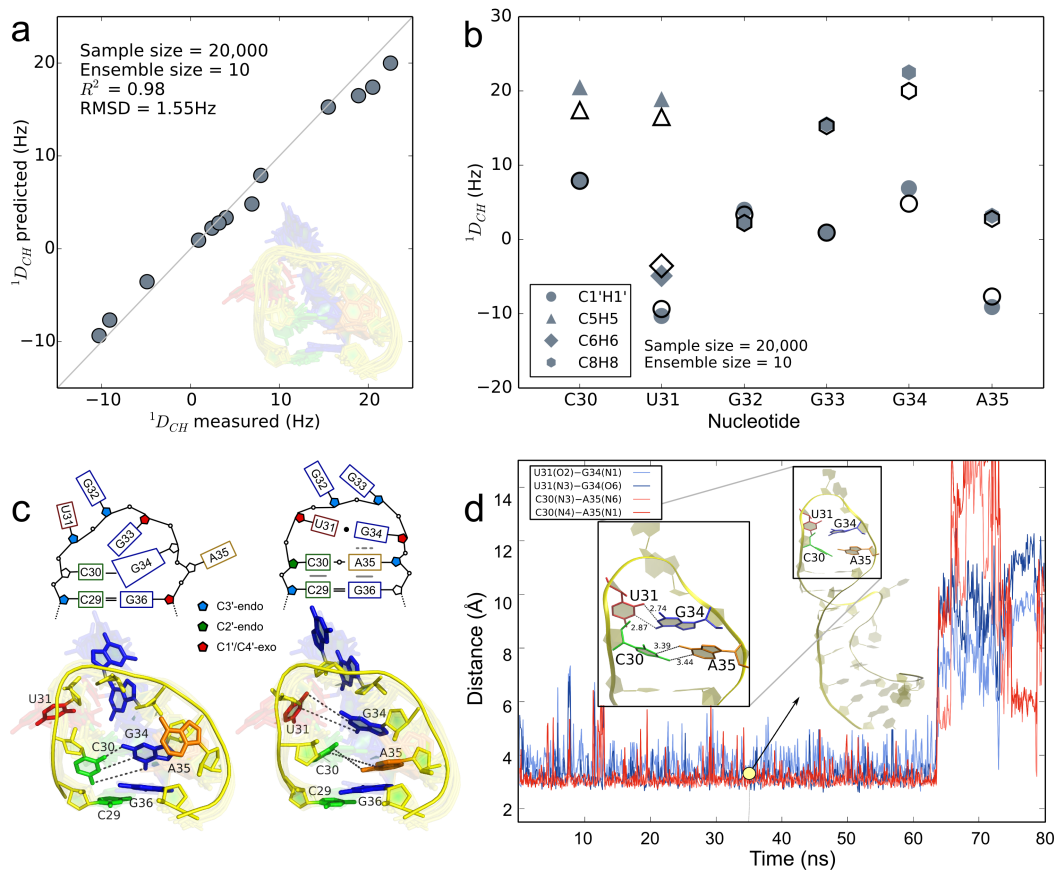 a
Sample size = 20,000
Ensemble size = 10
R² = 0.98
RMSD = 1.55Hz
20
10
0
−10
¹D_CH predicted (Hz)
−10 0 10 20
¹D_CH measured (Hz)
b
30
20
10
0
−10
−20
¹D_CH (Hz)
C1'H1'
C5H5
C6H6
C8H8
Sample size = 20,000
Ensemble size = 10
C30 U31 G32 G33 G34 A35
Nucleotide
c
G32
U31
G33
G34
A35
C30
C29
G36
C3'-endo
C2'-endo
C1'/C4'-exo
G32
G33
U31
G34
C30
A35
C29
G36
U31
C30
G34
A35
G36
C29
G34
U31
A35
C30
C29
G36
d
U31(O2)−G34(N1)
U31(N3)−G34(O6)
C30(N3)−A35(N6)
C30(N4)−A35(N1)
U31
2.74
G34
2.87
C30
3.39
3.44
A35
U31
G34
C30
A35
14
12
10
8
6
4
2
Distance (Å)
10 20 30 40 50 60 70 80
Time (ns)